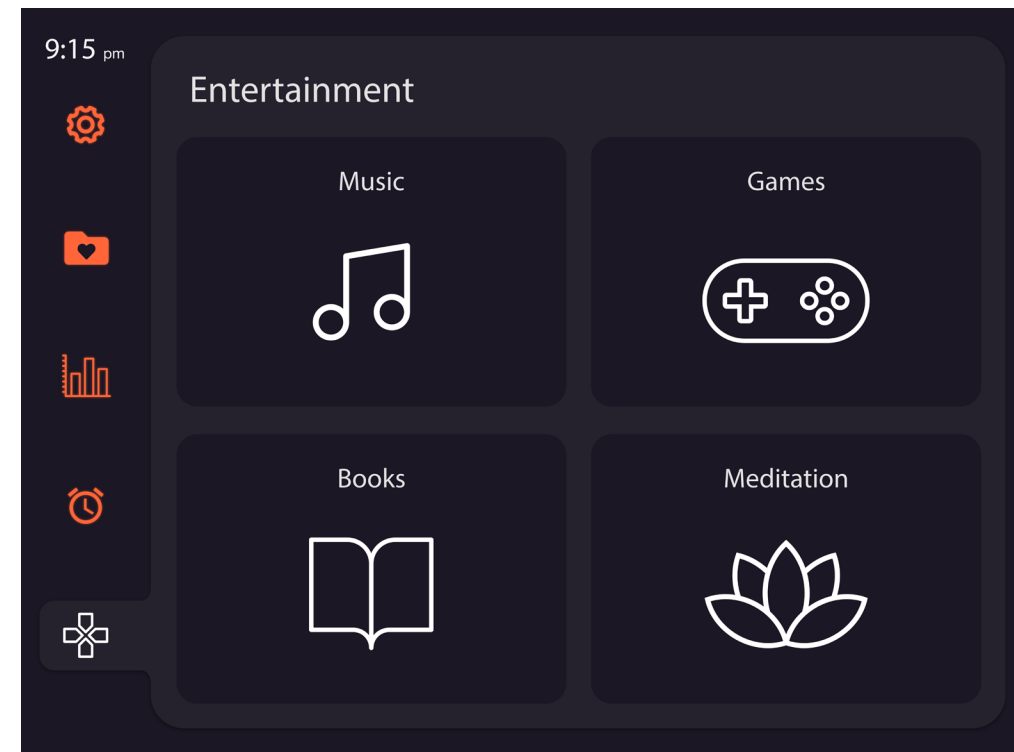 9:15 pm
Entertainment
Music
Games
Books
Meditation